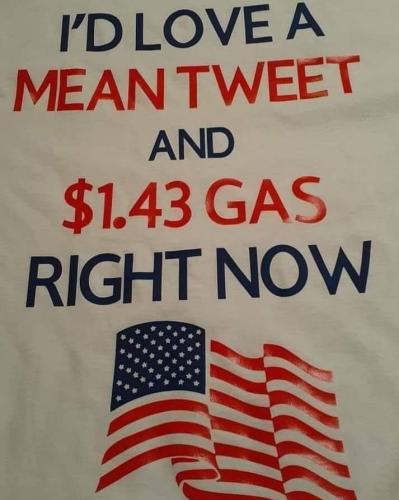 I'D LOVE A
MEAN TWEET
AND
$1.43 GAS
RIGHT NOW